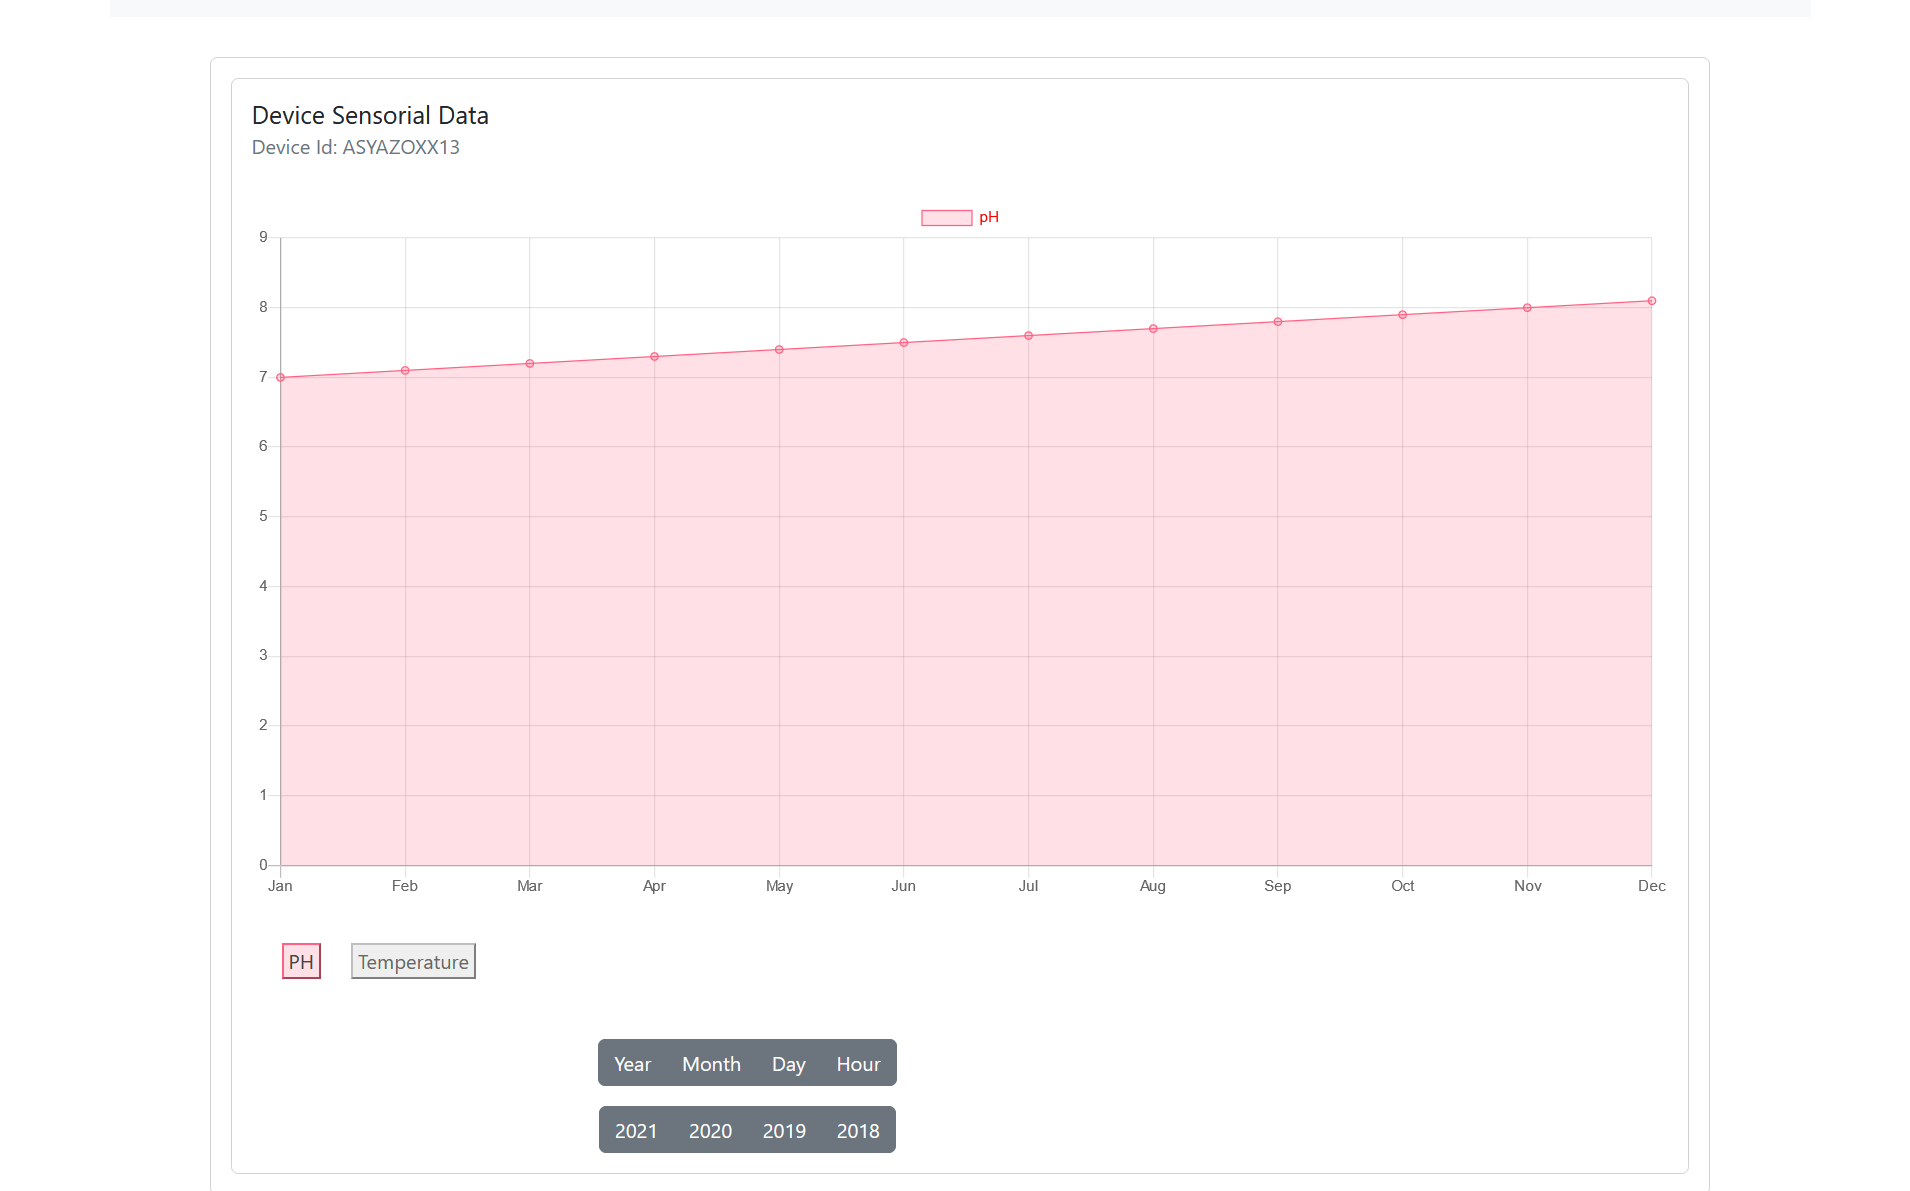 Device Sensorial Data
Device Id: ASYAZOXX13
pH
9
8
7
6
5
4
3
2
1
0
Jan Feb Mar Apr May Jun Jul Aug Sep Oct Nov Dec
PH Temperature
Year Month Day Hour
2021 2020 2019 2018